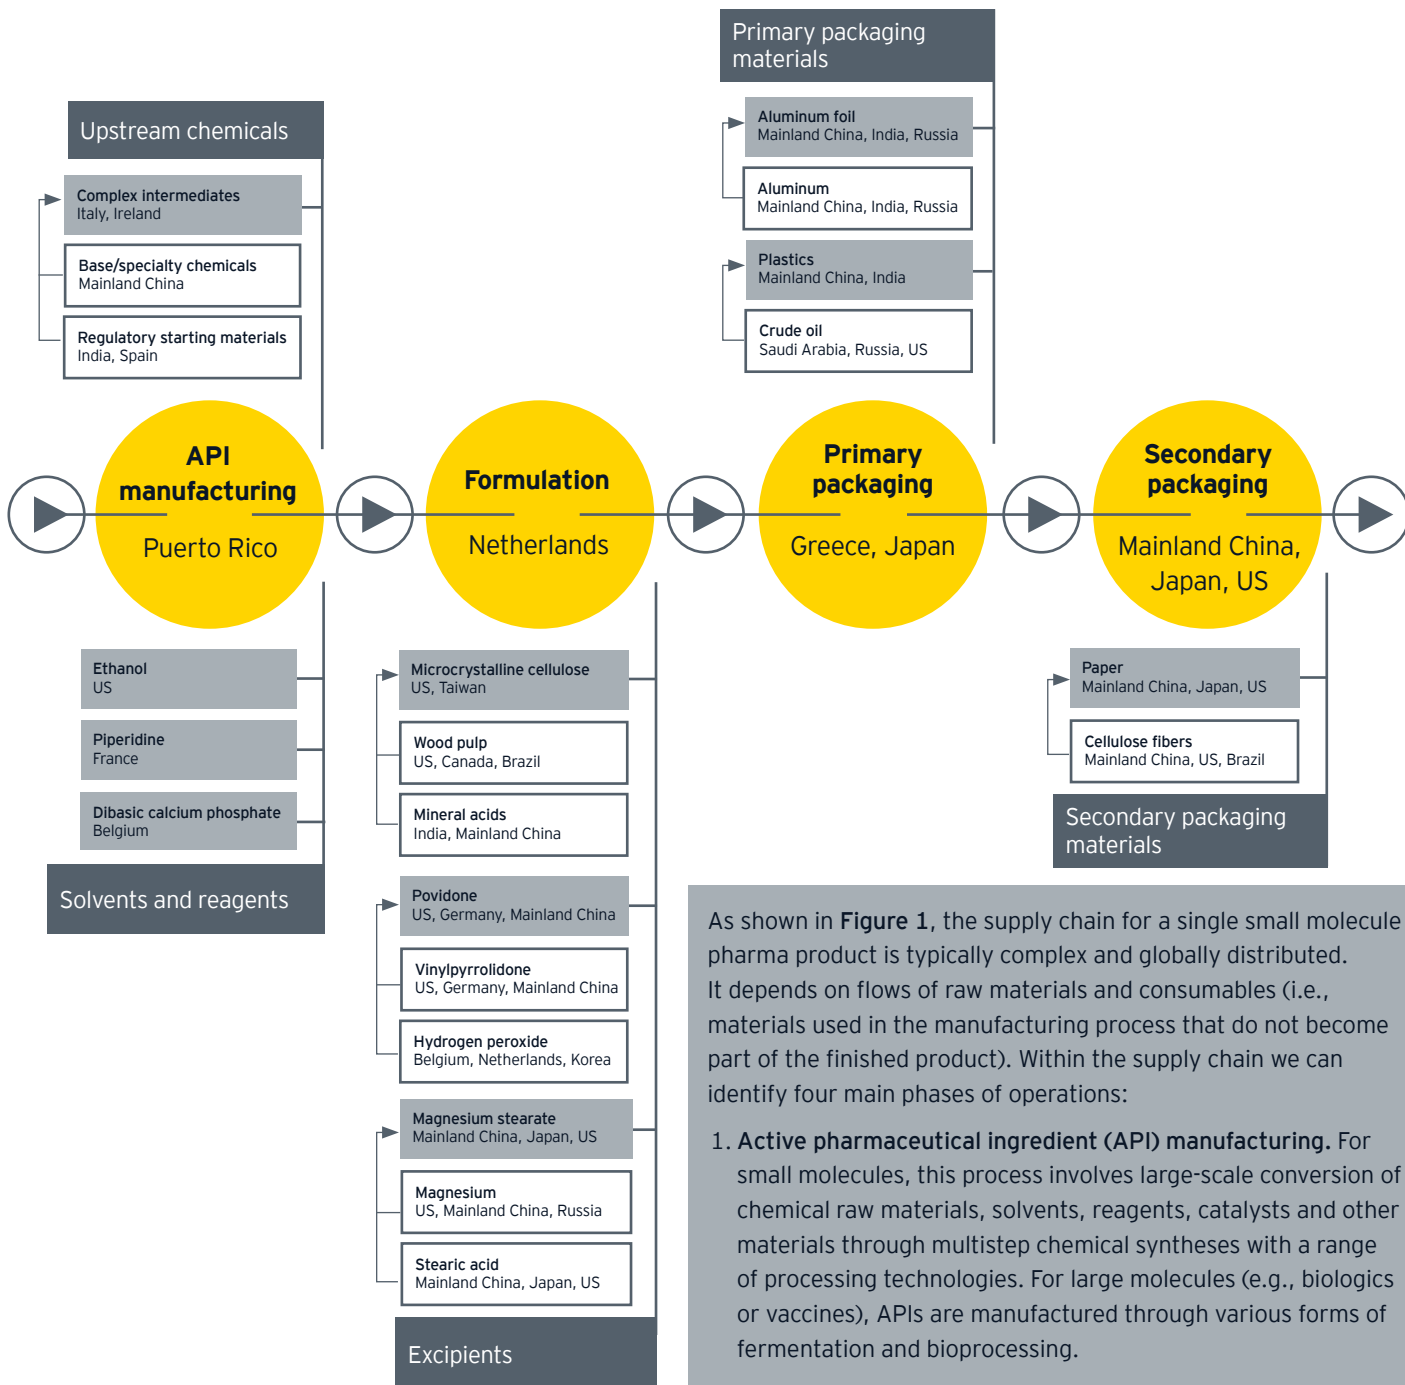 Primary packaging
materials
Aluminum foil
Mainland China, India, Russia
Aluminum
Mainland China, India, Russia
Plastics
Mainland China, India
Crude oil
Saudi Arabia, Russia, US
Upstream chemicals
Complex intermediates
Italy, Ireland
Base/specialty chemicals
Mainland China
Regulatory starting materials
India, Spain
API
manufacturing
Puerto Rico
Formulation
Netherlands
Primary
packaging
Greece, Japan
Secondary
packaging
Mainland China,
Japan, US
Ethanol
US
Piperidine
France
Dibasic calcium phosphate
Belgium
Solvents and reagents
Microcrystalline cellulose
US, Taiwan
Wood pulp
US, Canada, Brazil
Mineral acids
India, Mainland China
Povidone
US, Germany, Mainland China
Vinylpyrrolidone
US, Germany, Mainland China
Hydrogen peroxide
Belgium, Netherlands, Korea
Magnesium stearate
Mainland China, Japan, US
Magnesium
US, Mainland China, Russia
Stearic acid
Mainland China, Japan, US
Excipients
Paper
Mainland China, Japan, US
Cellulose fibers
Mainland China, US, Brazil
Secondary packaging
materials
As shown in Figure 1, the supply chain for a single small molecule
pharma product is typically complex and globally distributed.
It depends on flows of raw materials and consumables (i.e.,
materials used in the manufacturing process that do not become
part of the finished product). Within the supply chain we can
identify four main phases of operations:
1. Active pharmaceutical ingredient (API) manufacturing. For
small molecules, this process involves large-scale conversion of
chemical raw materials, solvents, reagents, catalysts and other
materials through multistep chemical syntheses with a range
of processing technologies. For large molecules (e.g., biologics
or vaccines), APIs are manufactured through various forms of
fermentation and bioprocessing.